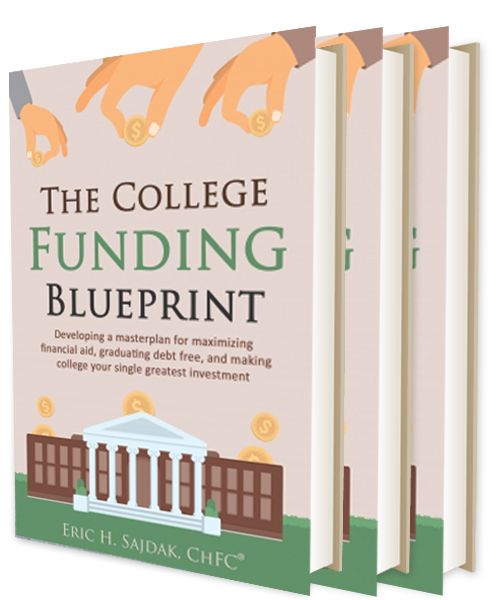 THE COLLEGE
FUNDING
BLUEPRINT
Developing a masterplan for maximizing
financial aid, graduating debt free, and making
college your single greatest investment
ERIC H. SAJDAK, CHFC®